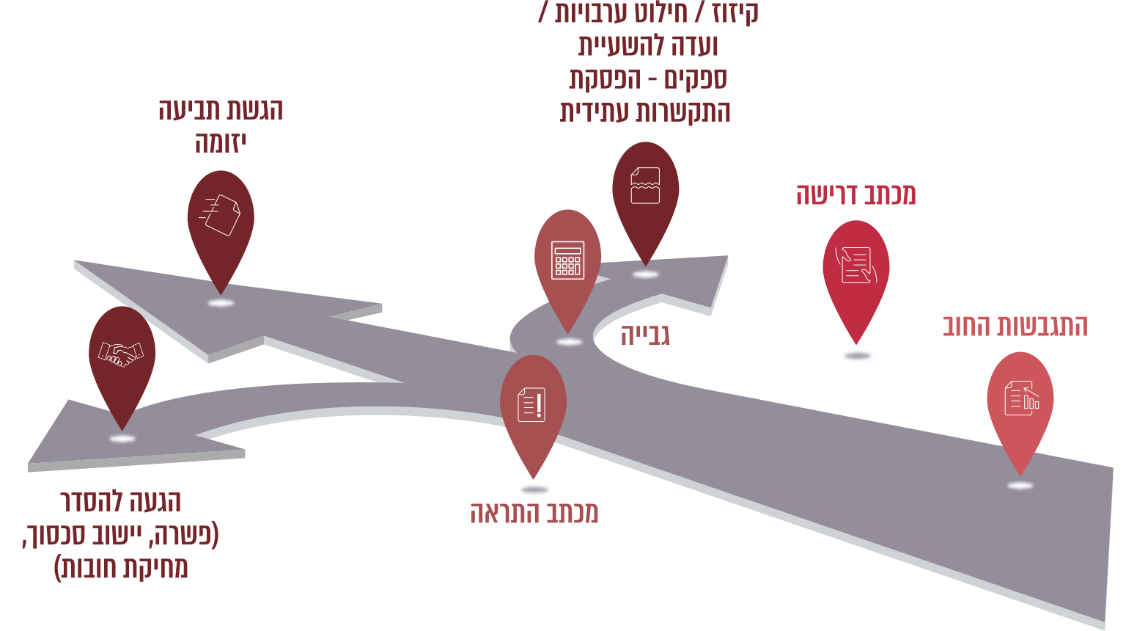 קיזוז / חילוט ערבויות /
ועדה להשעיית
ספקים - הפסקת
התקשרות עתידית
הגשת תביעה
יזומה
מכתב דרישה
התגבשות החוב
גבייה
מכתב התראה
הגעה להסדר
(פשרה, יישוב סכסוך,
מחיקת חובות)